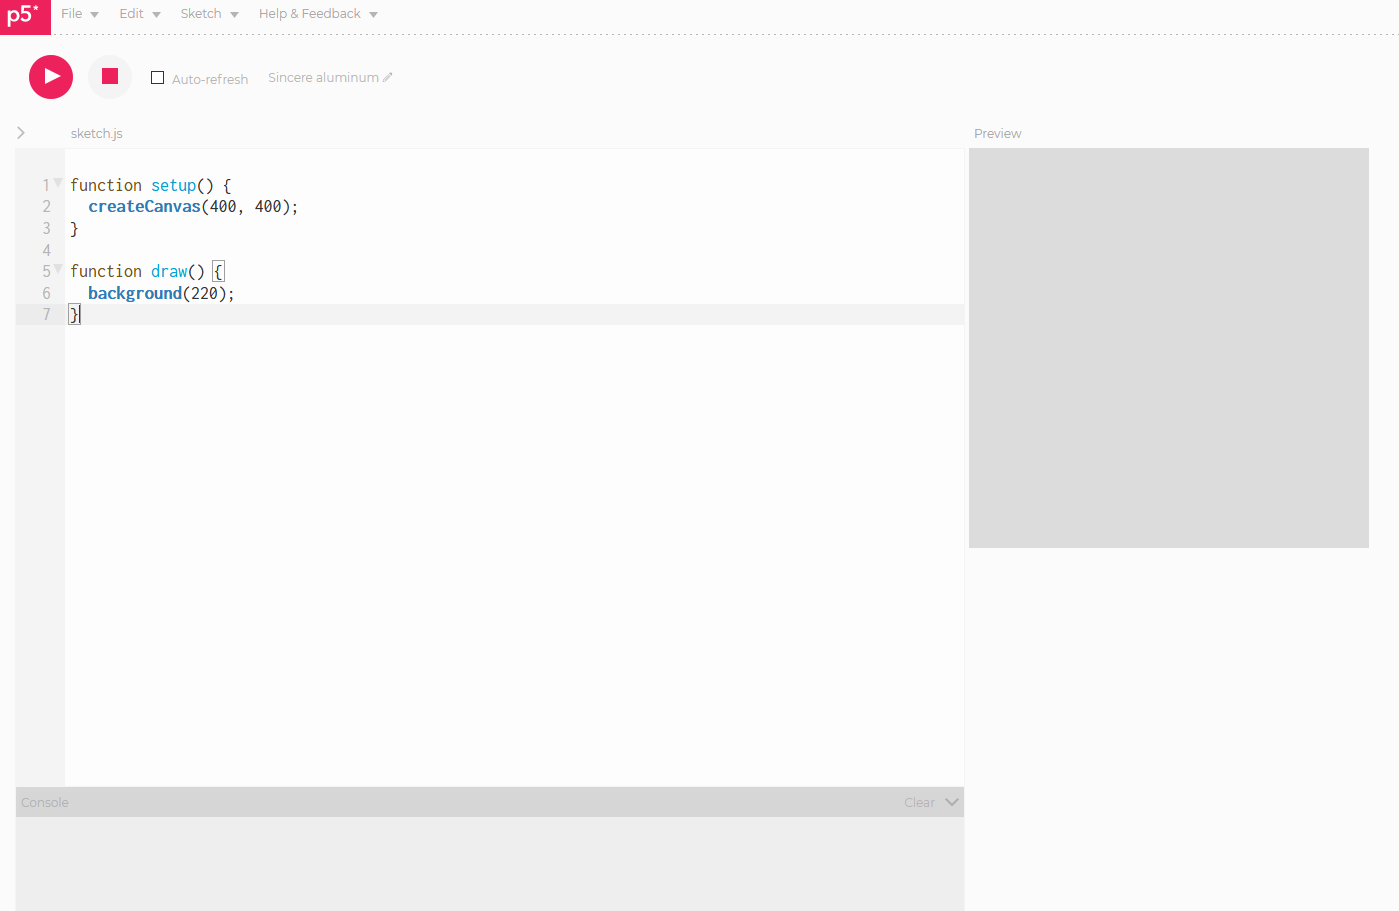 p5*
File Edit Sketch Help & Feedback
Auto-refresh Sincere aluminum
sketch.js
Preview
1 function setup() {
2   createCanvas(400, 400);
3 }
4
5 function draw() {
6   background(220);
7 }
Console
Clear